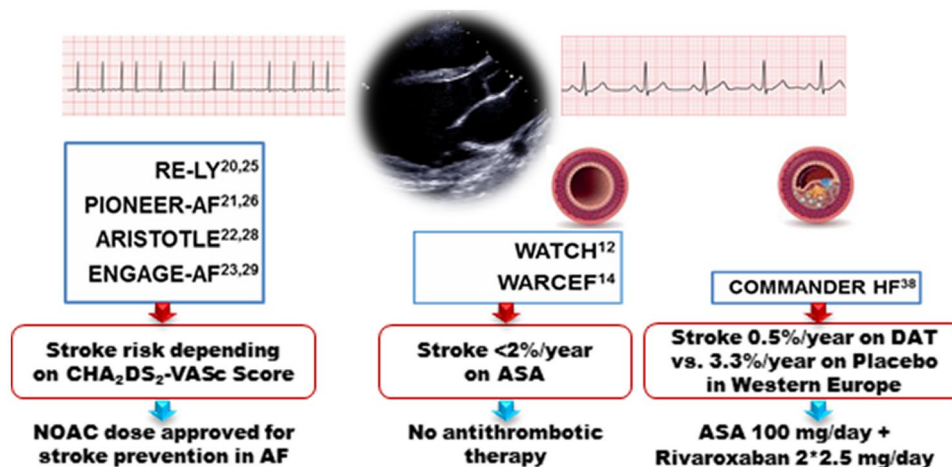 RE-LY20,25
PIONEER-AF21,26
ARISTOTLE22,28
ENGAGE-AF23,29
Stroke risk depending
on CHA₂DS₂-VASc Score
NOAC dose approved for
stroke prevention in AF
WATCH12
WARCEF14
Stroke <2%/year
on ASA
No antithrombotic
therapy
COMMANDER HF38
Stroke 0.5%/year on DAT
vs. 3.3%/year on Placebo
in Western Europe
ASA 100 mg/day +
Rivaroxaban 2*2.5 mg/day